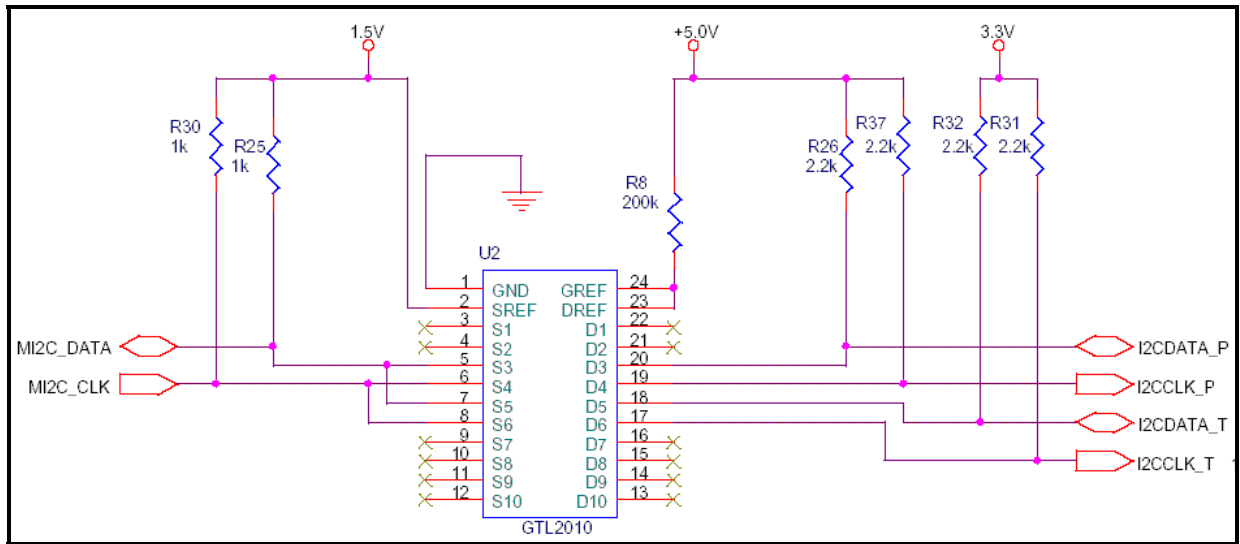 1.5V
+5.0V
3.3V
R30
1k
R25
1k
R37
2.2k
R26
2.2k
R32
2.2k
R31
2.2k
R8
200k
U2
1 GND GREF 24
2 SREF DREF 23
3 S1 D1 22
4 S2 D2 21
5 S3 D3 20
6 S4 D4 19
7 S5 D5 18
8 S6 D6 17
9 S7 D7 16
10 S8 D8 15
11 S9 D9 14
12 S10 D10 13
GTL2010
MI2C_DATA
MI2C_CLK
I2CDATA_P
I2CCLK_P
I2CDATA_T
I2CCLK_T